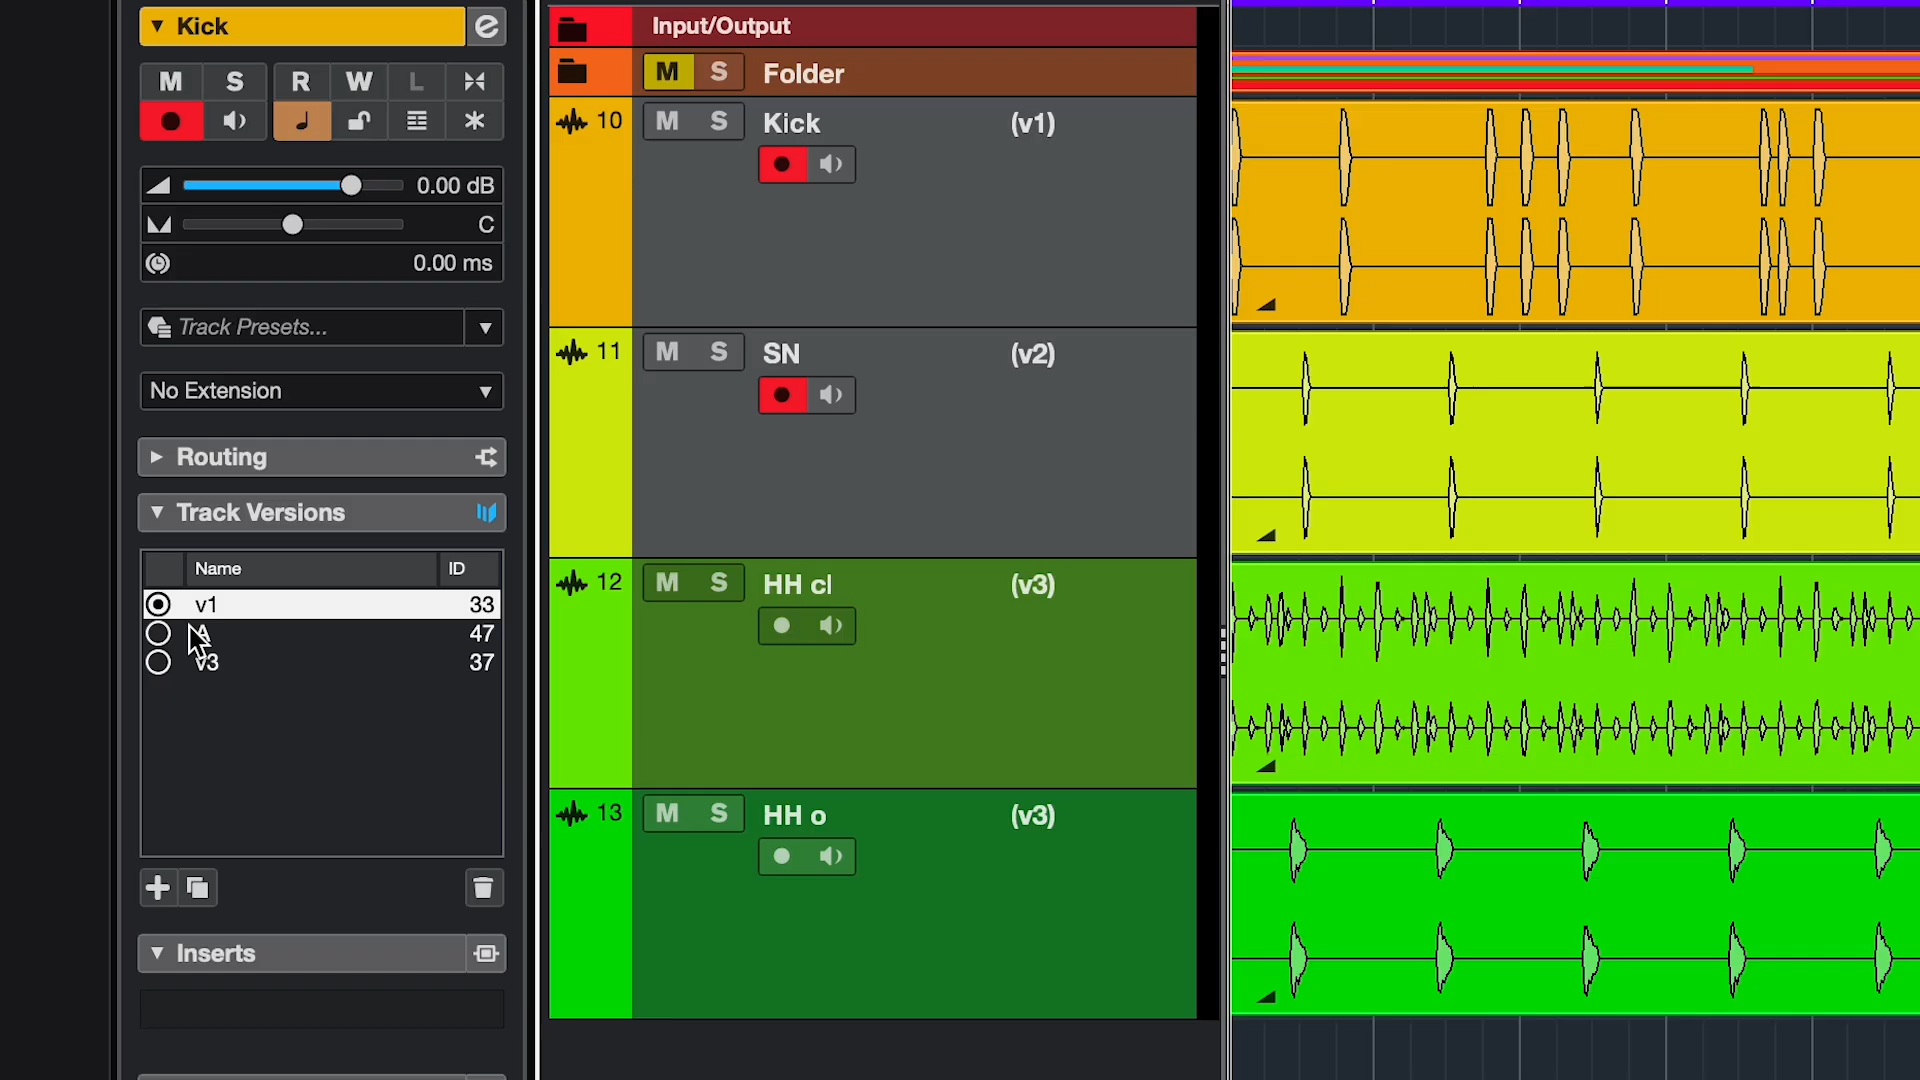 Kick
M S R W L
0.00 dB
C
0.00 ms
Track Presets...
No Extension
Routing
Track Versions
Name ID
v1 33
A 47
v3 37
Inserts
Input/Output
M S Folder
10 M S Kick (v1)
11 M S SN (v2)
12 M S HH cl (v3)
13 M S HH o (v3)